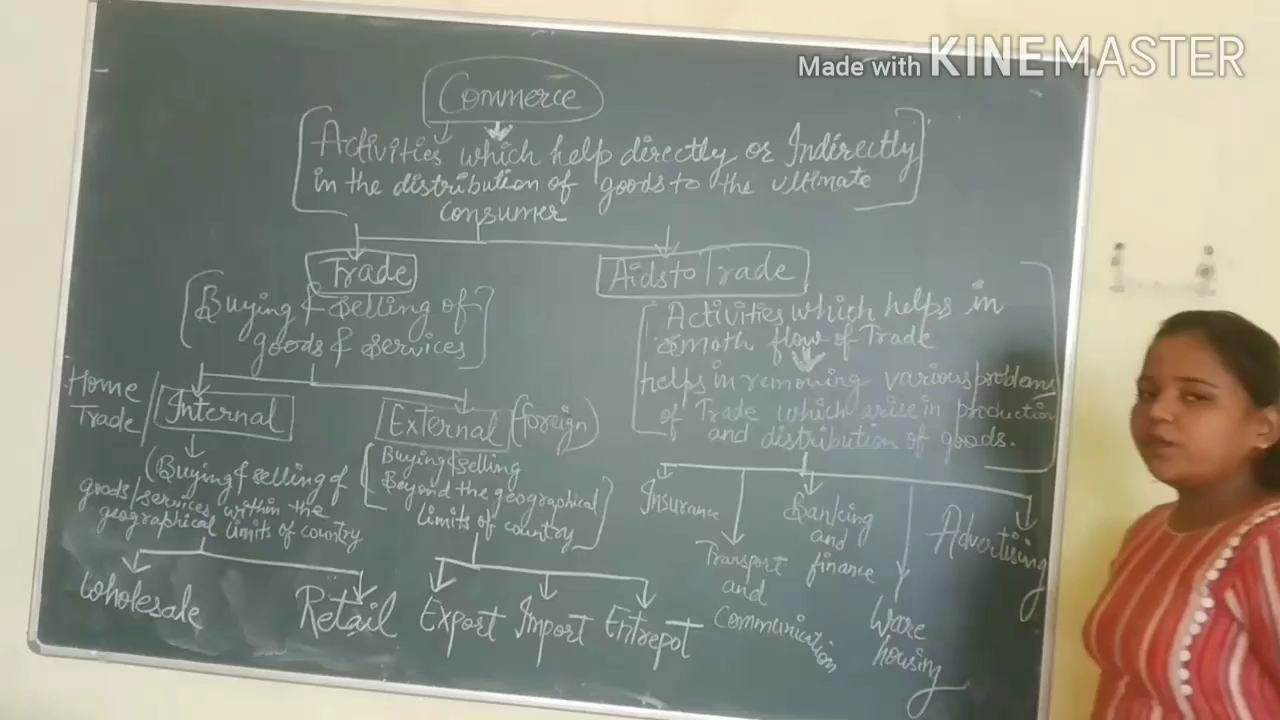 Made with KINEMASTER
Commerce
Activities which help directly or Indirectly
in the distribution of goods to the ultimate
consumer
Trade
Buying & selling of
goods & services
Aids to Trade
Activities which helps in
smoth flow of Trade
helps in removing various problems
of Trade which arise in production
and distribution of goods.
Home
Trade
Internal
(Buying & selling of
goods/services within the
geographical limits of country
External (foreign)
Buying & selling
Beyond the geographical
limits of country
Wholesale
Retail
Export
Import
Entrepot
Insurance
Transport
and
Communication
Banking
and
finance
Ware
housing
Advertising